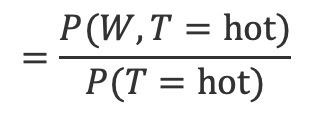 = P(W, T = hot) / P(T = hot)